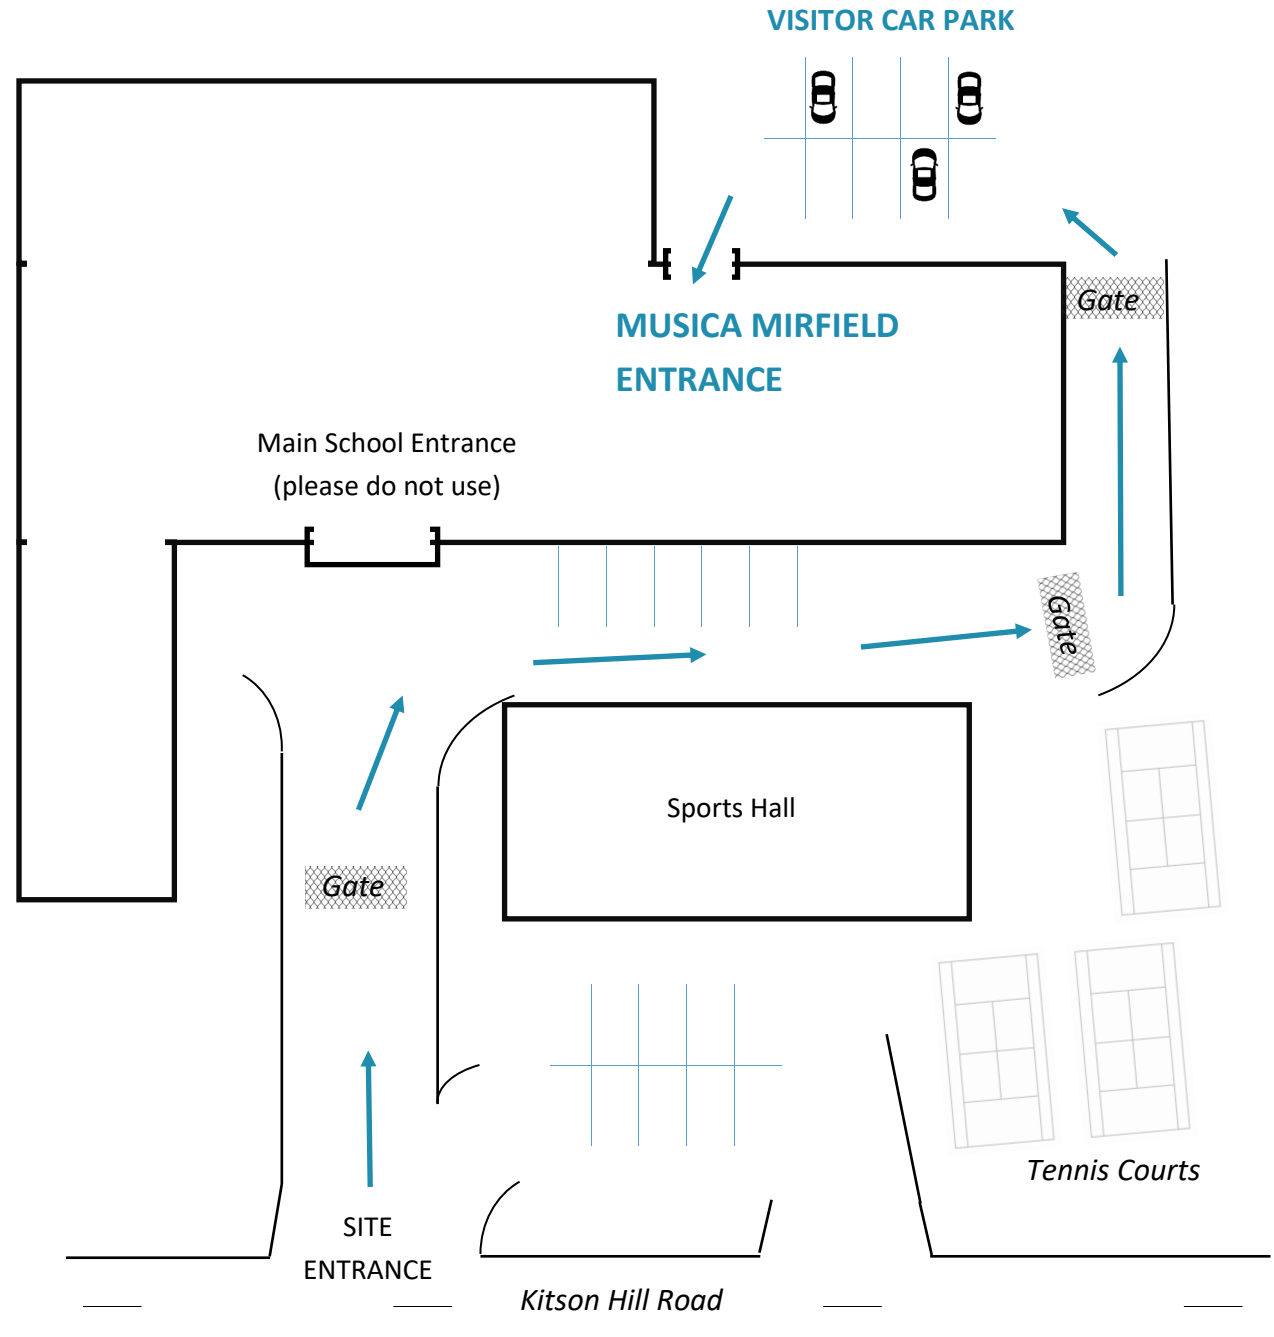 VISITOR CAR PARK
Gate
MUSICA MIRFIELD
ENTRANCE
Main School Entrance
(please do not use)
Gate
Sports Hall
Gate
Tennis Courts
SITE
ENTRANCE
Kitson Hill Road